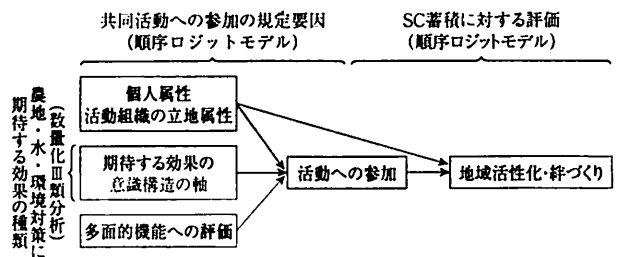 共同活動への参加の規定要因
(順序ロジットモデル)
SC蓄積に対する評価
(順序ロジットモデル)
農地・水・環境対策に
期待する効果の種類
(数量化Ⅲ類分析)
個人属性
活動組織の立地属性
期待する効果の
意識構造の軸
多面的機能への評価
活動への参加
地域活性化・絆づくり